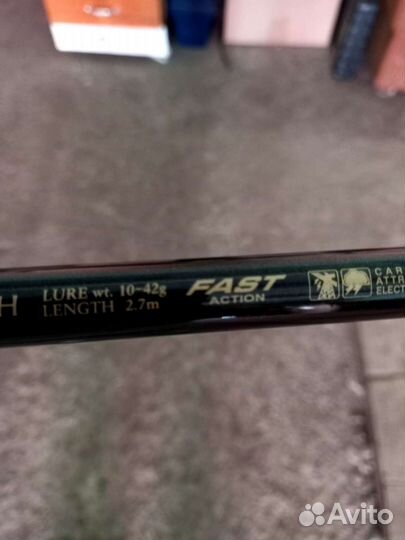 H LURE wt. 10-42g
LENGTH 2.7m
FAST
ACTION
CAR
ATTR
ELECT
Avito